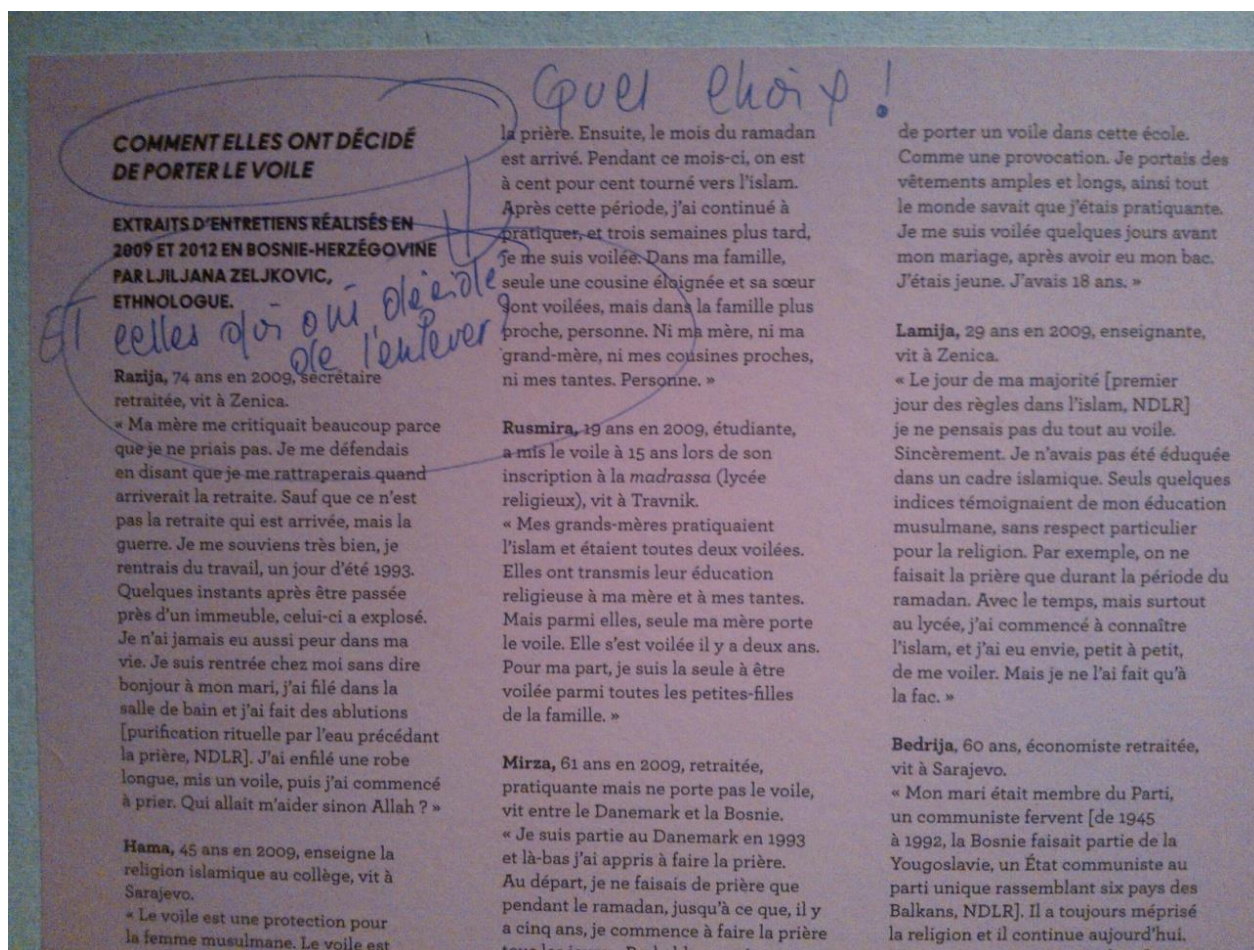 Quel choix !
COMMENT ELLES ONT DÉCIDÉ
DE PORTER LE VOILE
EXTRAITS D'ENTRETIENS RÉALISÉS EN
2009 ET 2012 EN BOSNIE-HERZÉGOVINE
PAR LJILJANA ZELJKOVIC,
ETHNOLOGUE.
ET celles qui ont décidé
de l'enlever ?
Razija, 74 ans en 2009, secrétaire
retraitée, vit à Zenica.
« Ma mère me critiquait beaucoup parce
que je ne priais pas. Je me défendais
en disant que je me rattraperais quand
arriverait la retraite. Sauf que ce n'est
pas la retraite qui est arrivée, mais la
guerre. Je me souviens très bien, je
rentrais du travail, un jour d'été 1993.
Quelques instants après être passée
près d'un immeuble, celui-ci a explosé.
Je n'ai jamais eu aussi peur dans ma
vie. Je suis rentrée chez moi sans dire
bonjour à mon mari, j'ai filé dans la
salle de bain et j'ai fait des ablutions
[purification rituelle par l'eau précédant
la prière, NDLR]. J'ai enfilé une robe
longue, mis un voile, puis j'ai commencé
à prier. Qui allait m'aider sinon Allah ? »
Hama, 45 ans en 2009, enseigne la
religion islamique au collège, vit à
Sarajevo.
« Le voile est une protection pour
la femme musulmane. Le voile est
la prière. Ensuite, le mois du ramadan
est arrivé. Pendant ce mois-ci, on est
à cent pour cent tourné vers l'islam.
Après cette période, j'ai continué à
pratiquer, et trois semaines plus tard,
je me suis voilée. Dans ma famille,
seule une cousine éloignée et sa sœur
sont voilées, mais dans la famille plus
proche, personne. Ni ma mère, ni ma
grand-mère, ni mes cousines proches,
ni mes tantes. Personne. »
Rusmira, 19 ans en 2009, étudiante,
a mis le voile à 15 ans lors de son
inscription à la madrassa (lycée
religieux), vit à Travnik.
« Mes grands-mères pratiquaient
l'islam et étaient toutes deux voilées.
Elles ont transmis leur éducation
religieuse à ma mère et à mes tantes.
Mais parmi elles, seule ma mère porte
le voile. Elle s'est voilée il y a deux ans.
Pour ma part, je suis la seule à être
voilée parmi toutes les petites-filles
de la famille. »
Mirza, 61 ans en 2009, retraitée,
pratiquante mais ne porte pas le voile,
vit entre le Danemark et la Bosnie.
« Je suis partie au Danemark en 1993
et là-bas j'ai appris à faire la prière.
Au départ, je ne faisais de prière que
pendant le ramadan, jusqu'à ce que, il y
a cinq ans, je commence à faire la prière
de porter un voile dans cette école.
Comme une provocation. Je portais des
vêtements amples et longs, ainsi tout
le monde savait que j'étais pratiquante.
Je me suis voilée quelques jours avant
mon mariage, après avoir eu mon bac.
J'étais jeune. J'avais 18 ans. »
Lamija, 29 ans en 2009, enseignante,
vit à Zenica.
« Le jour de ma majorité [premier
jour des règles dans l'islam, NDLR]
je ne pensais pas du tout au voile.
Sincèrement. Je n'avais pas été éduquée
dans un cadre islamique. Seuls quelques
indices témoignaient de mon éducation
musulmane, sans respect particulier
pour la religion. Par exemple, on ne
faisait la prière que durant la période du
ramadan. Avec le temps, mais surtout
au lycée, j'ai commencé à connaître
l'islam, et j'ai eu envie, petit à petit,
de me voiler. Mais je ne l'ai fait qu'à
la fac. »
Bedrija, 60 ans, économiste retraitée,
vit à Sarajevo.
« Mon mari était membre du Parti,
un communiste fervent [de 1945
à 1992, la Bosnie faisait partie de la
Yougoslavie, un État communiste au
parti unique rassemblant six pays des
Balkans, NDLR]. Il a toujours méprisé
la religion et il continue aujourd'hui.